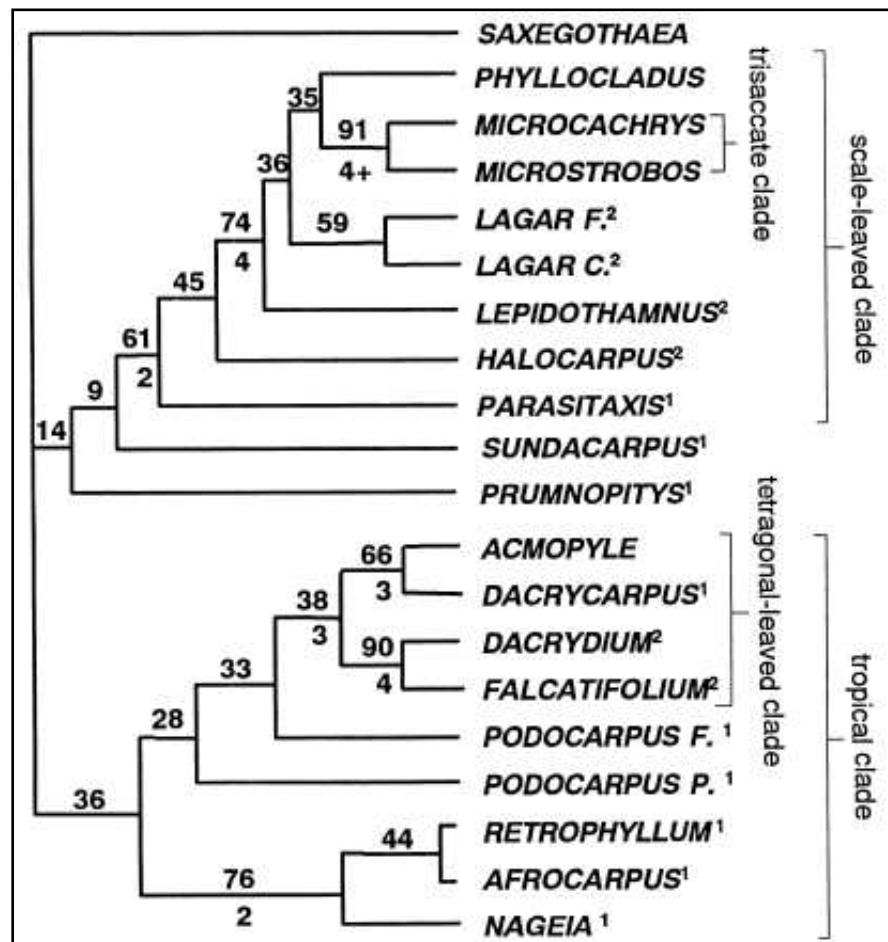 SAXEGOTHAEA
PHYLLOCLADUS
35
MICROCACHRYS
91
4+
MICROSTROBOS
36
LAGAR F.²
59
74
4
LAGAR C.²
LEPIDOTHAMNUS²
45
HALOCARPUS²
61
2
PARASITAXIS¹
9
SUNDACARPUS¹
14
PRUMNOPITYS¹
trisaccate clade
scale-leaved clade
ACMOPYLE
66
3
DACRYCARPUS¹
38
3
DACRYDIUM²
90
4
FALCATIFOLIUM²
33
PODOCARPUS F. ¹
28
PODOCARPUS P. ¹
36
RETROPHYLLUM¹
44
AFROCARPUS¹
76
2
NAGEIA ¹
tetragonal-leaved clade
tropical clade